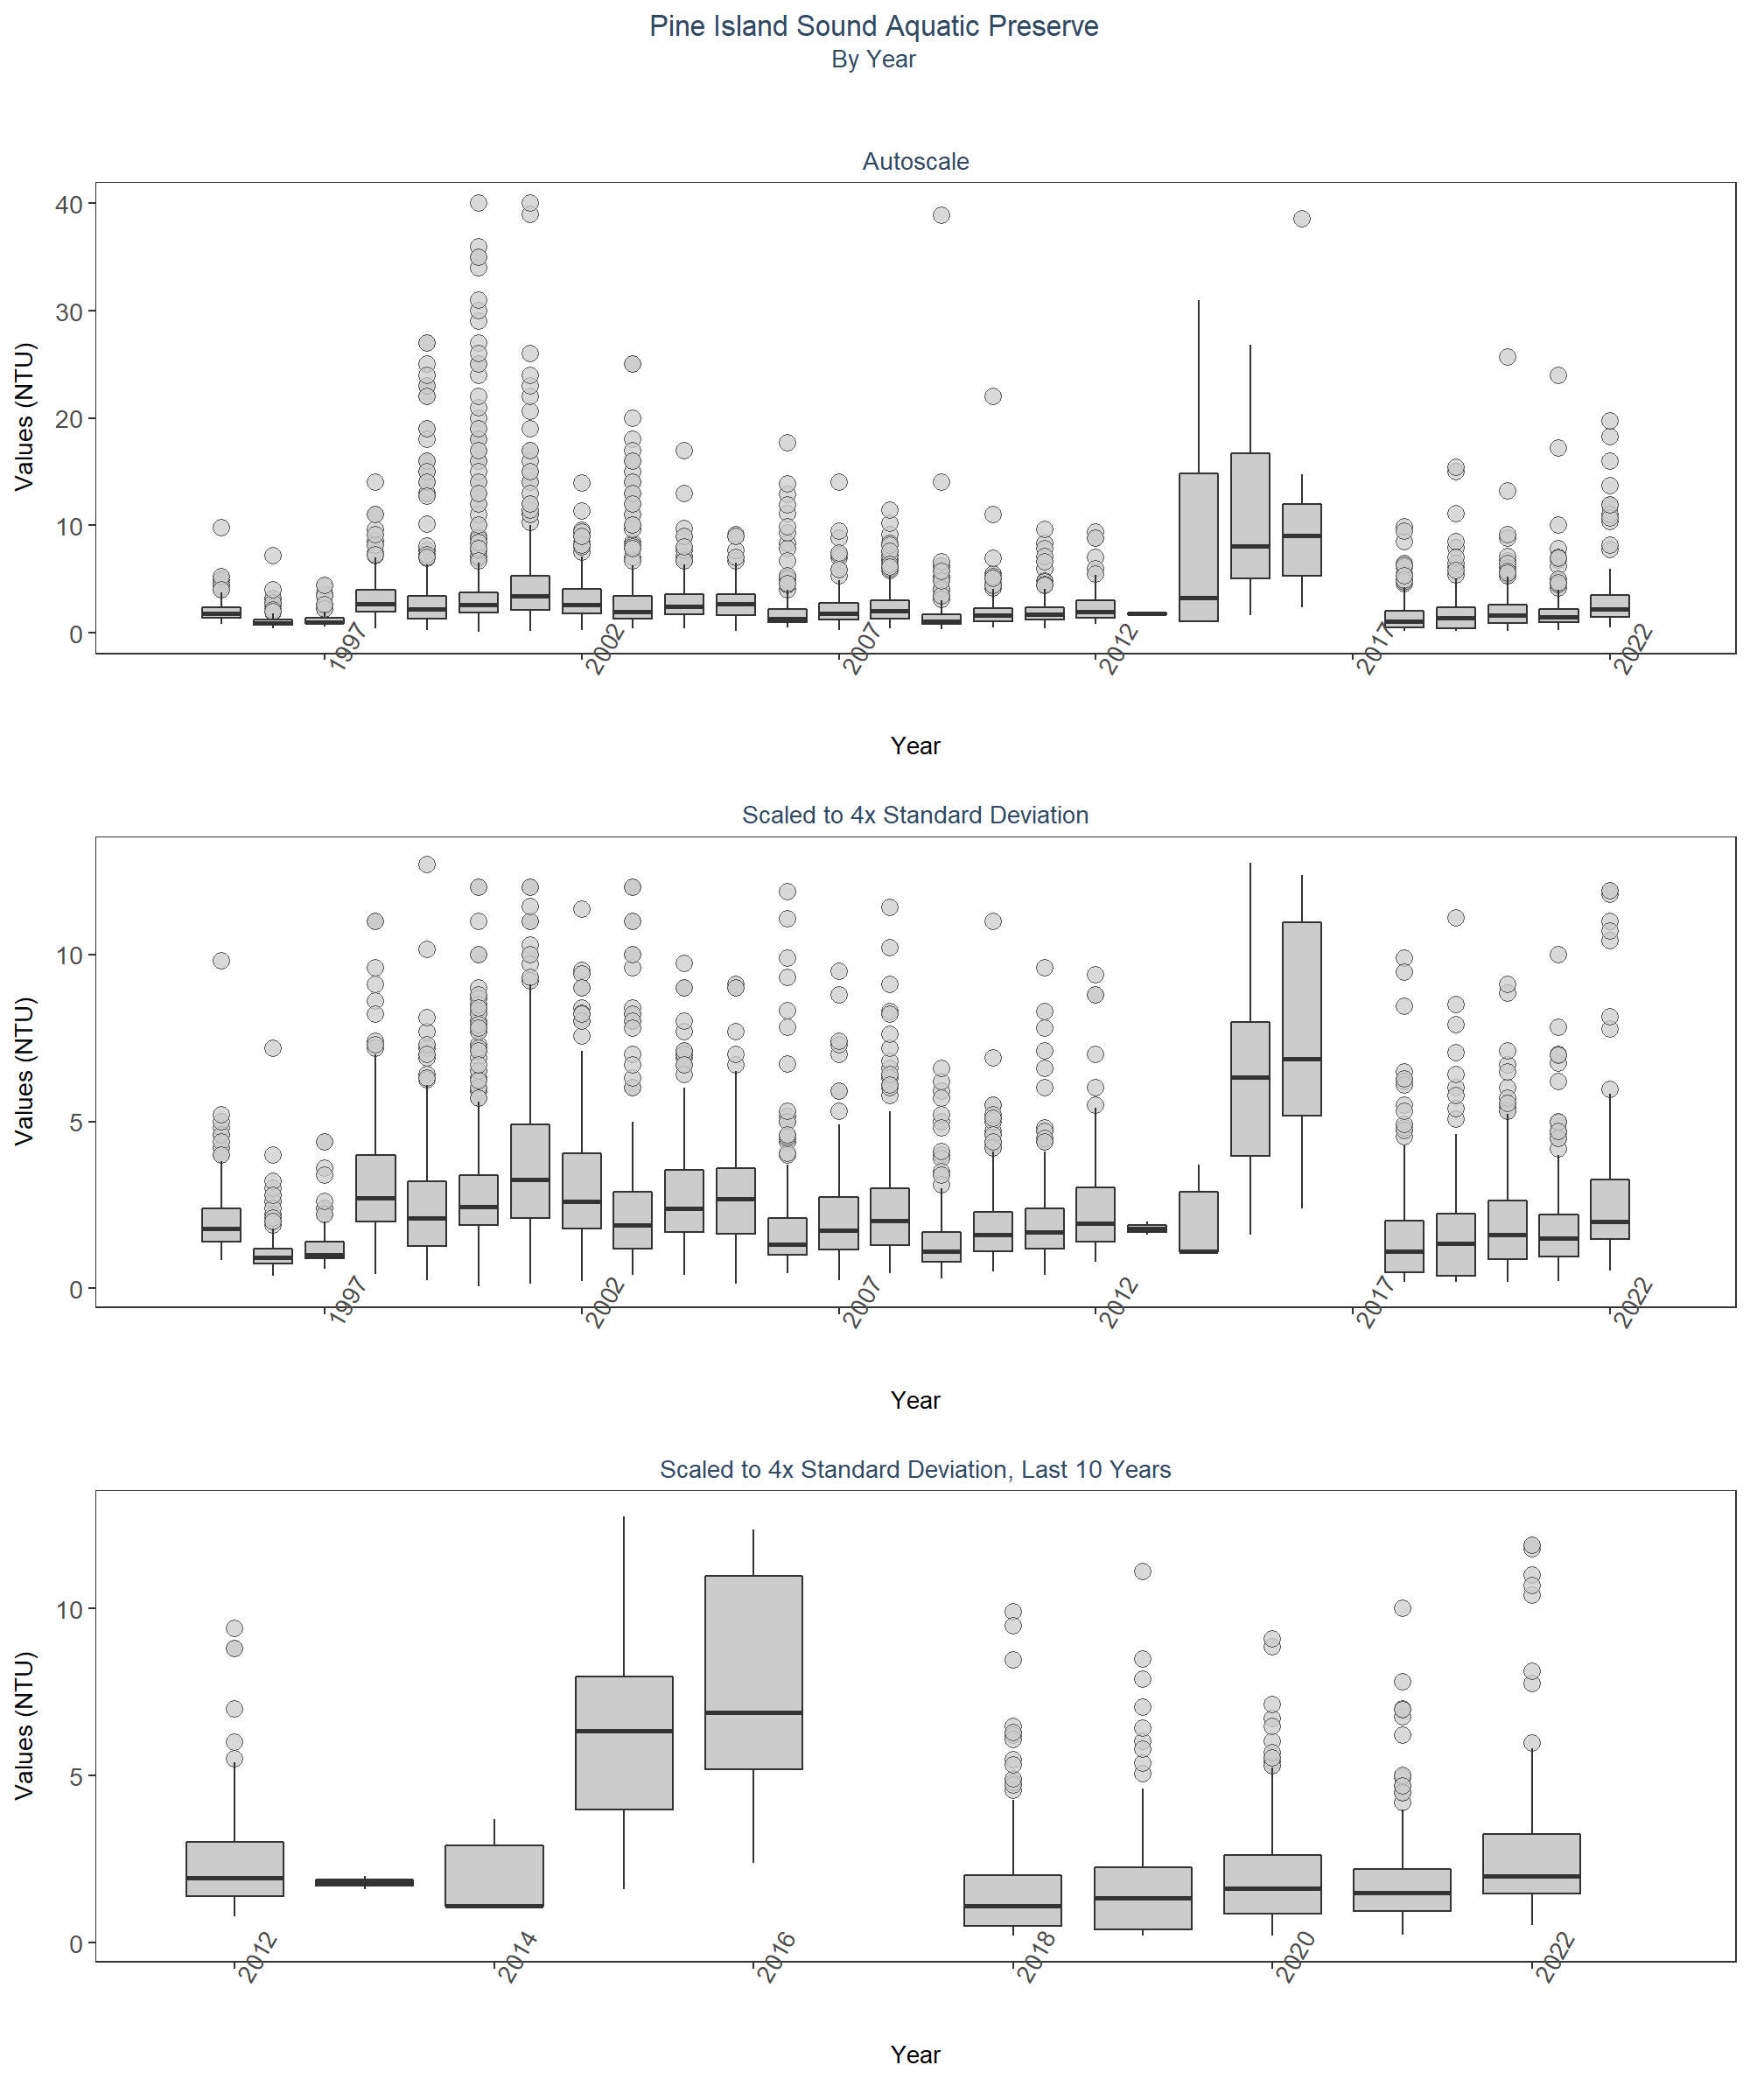 Pine Island Sound Aquatic Preserve
By Year
Autoscale
Values (NTU)
40
30
20
10
0
1997
2002
2007
2012
2017
2022
Year
Scaled to 4x Standard Deviation
Values (NTU)
10
5
0
1997
2002
2007
2012
2017
2022
Year
Scaled to 4x Standard Deviation, Last 10 Years
Values (NTU)
10
5
0
2012
2014
2016
2018
2020
2022
Year